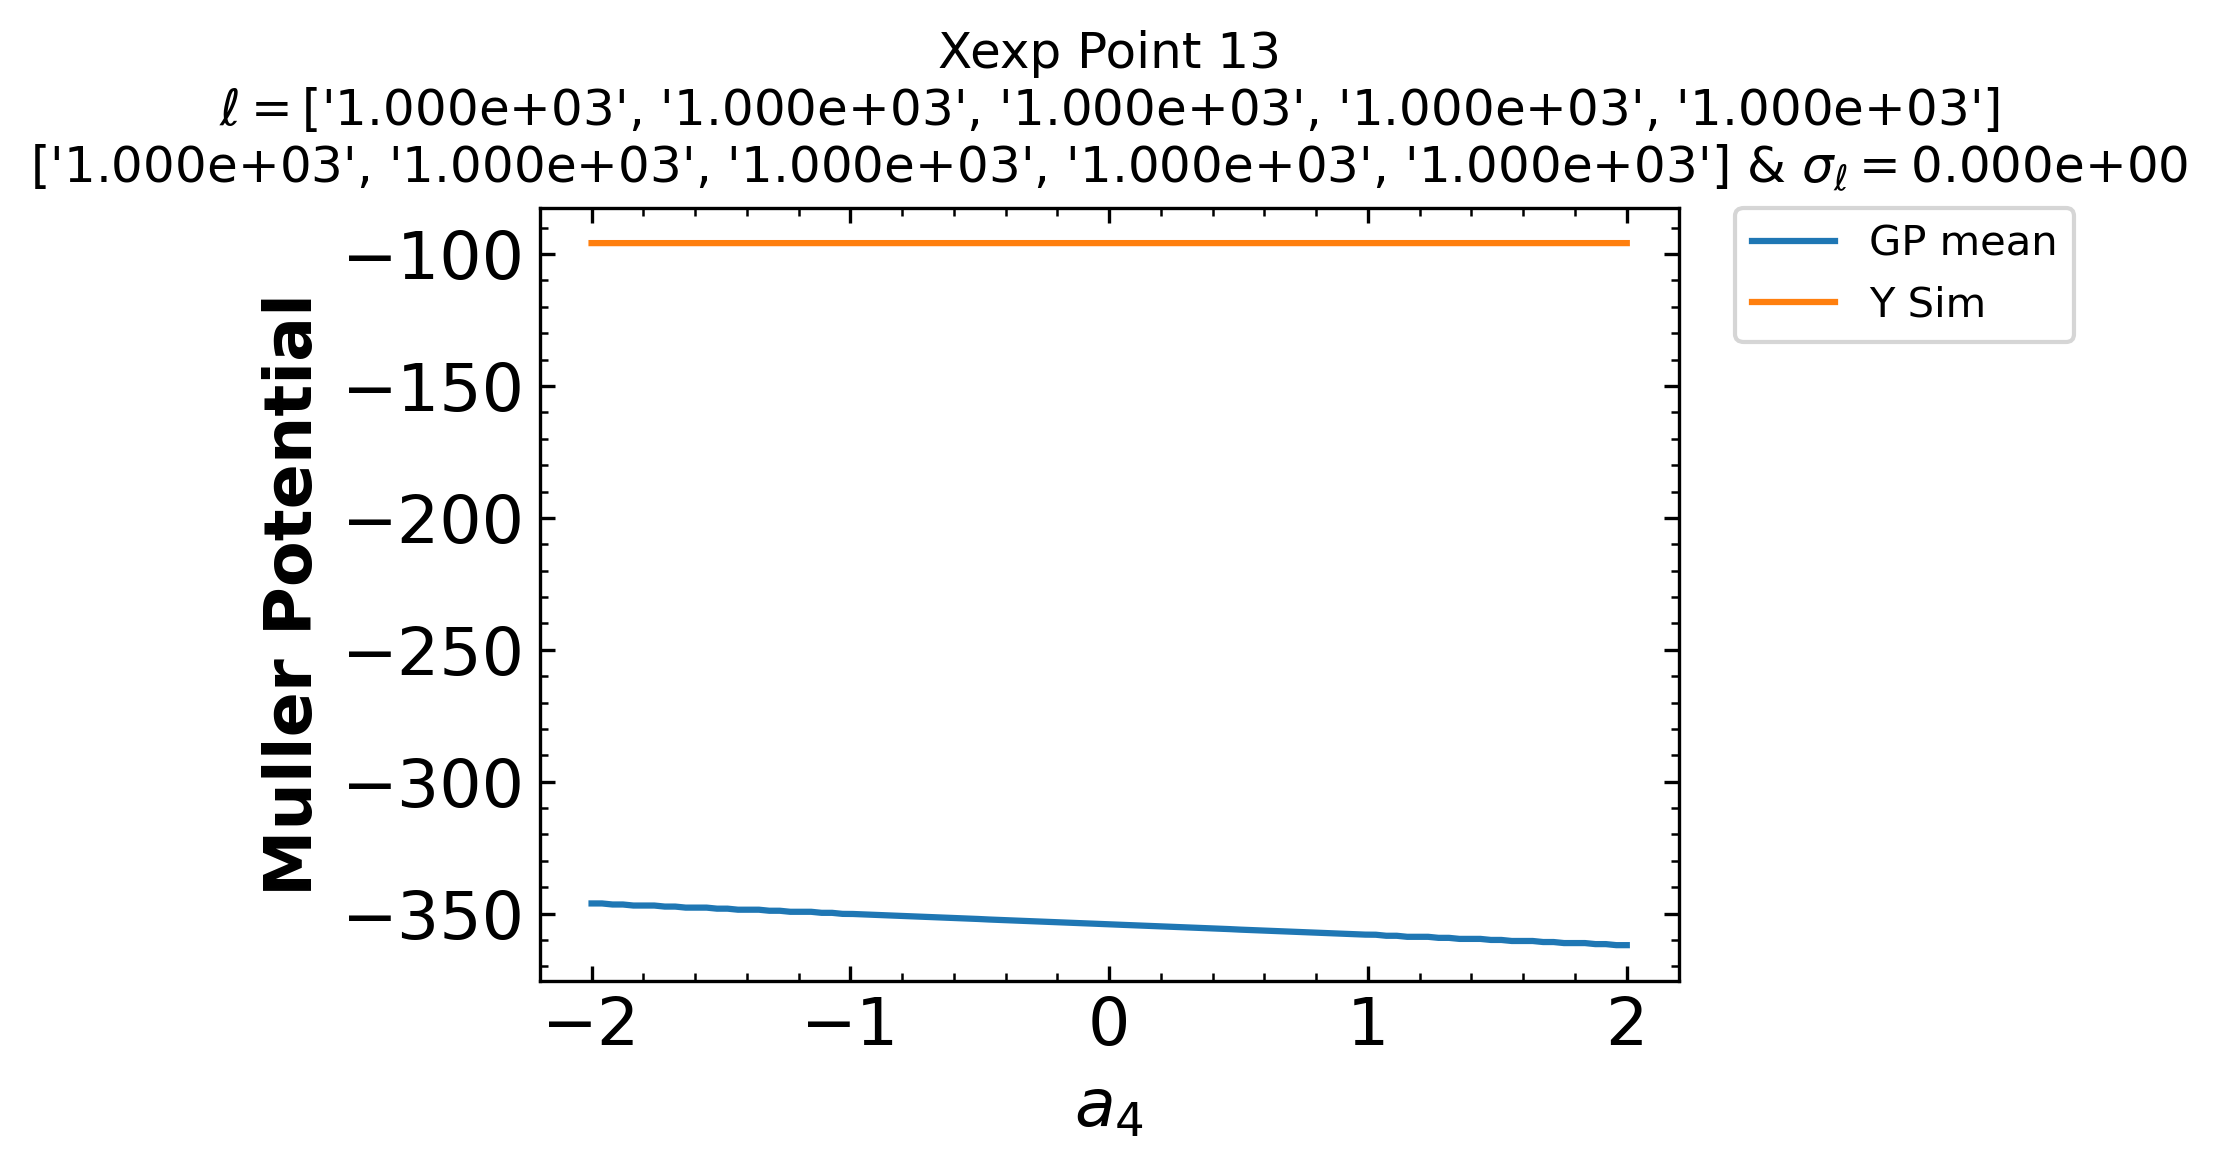 Xexp Point 13
ℓ = ['1.000e+03', '1.000e+03', '1.000e+03', '1.000e+03', '1.000e+03']
['1.000e+03', '1.000e+03', '1.000e+03', '1.000e+03', '1.000e+03'] & σℓ = 0.000e+00
GP mean
Y Sim
Muller Potential
−100
−150
−200
−250
−300
−350
−2 −1 0 1 2
a₄